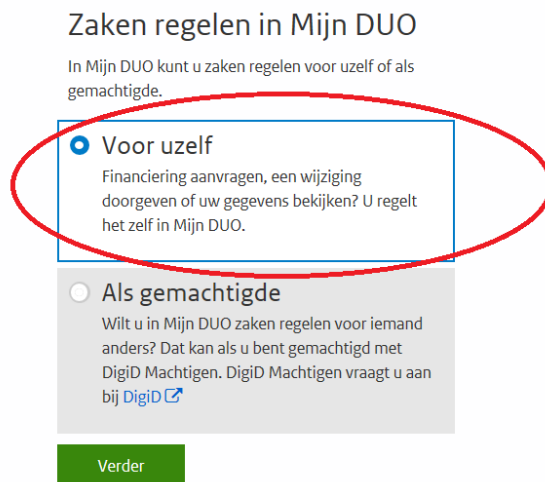 Zaken regelen in Mijn DUO
In Mijn DUO kunt u zaken regelen voor uzelf of als
gemachtigde.
Voor uzelf
Financiering aanvragen, een wijziging
doorgeven of uw gegevens bekijken? U regelt
het zelf in Mijn DUO.
Als gemachtigde
Wilt u in Mijn DUO zaken regelen voor iemand
anders? Dat kan als u bent gemachtigd met
DigiD Machtigen. DigiD Machtigen vraagt u aan
bij DigiD
Verder